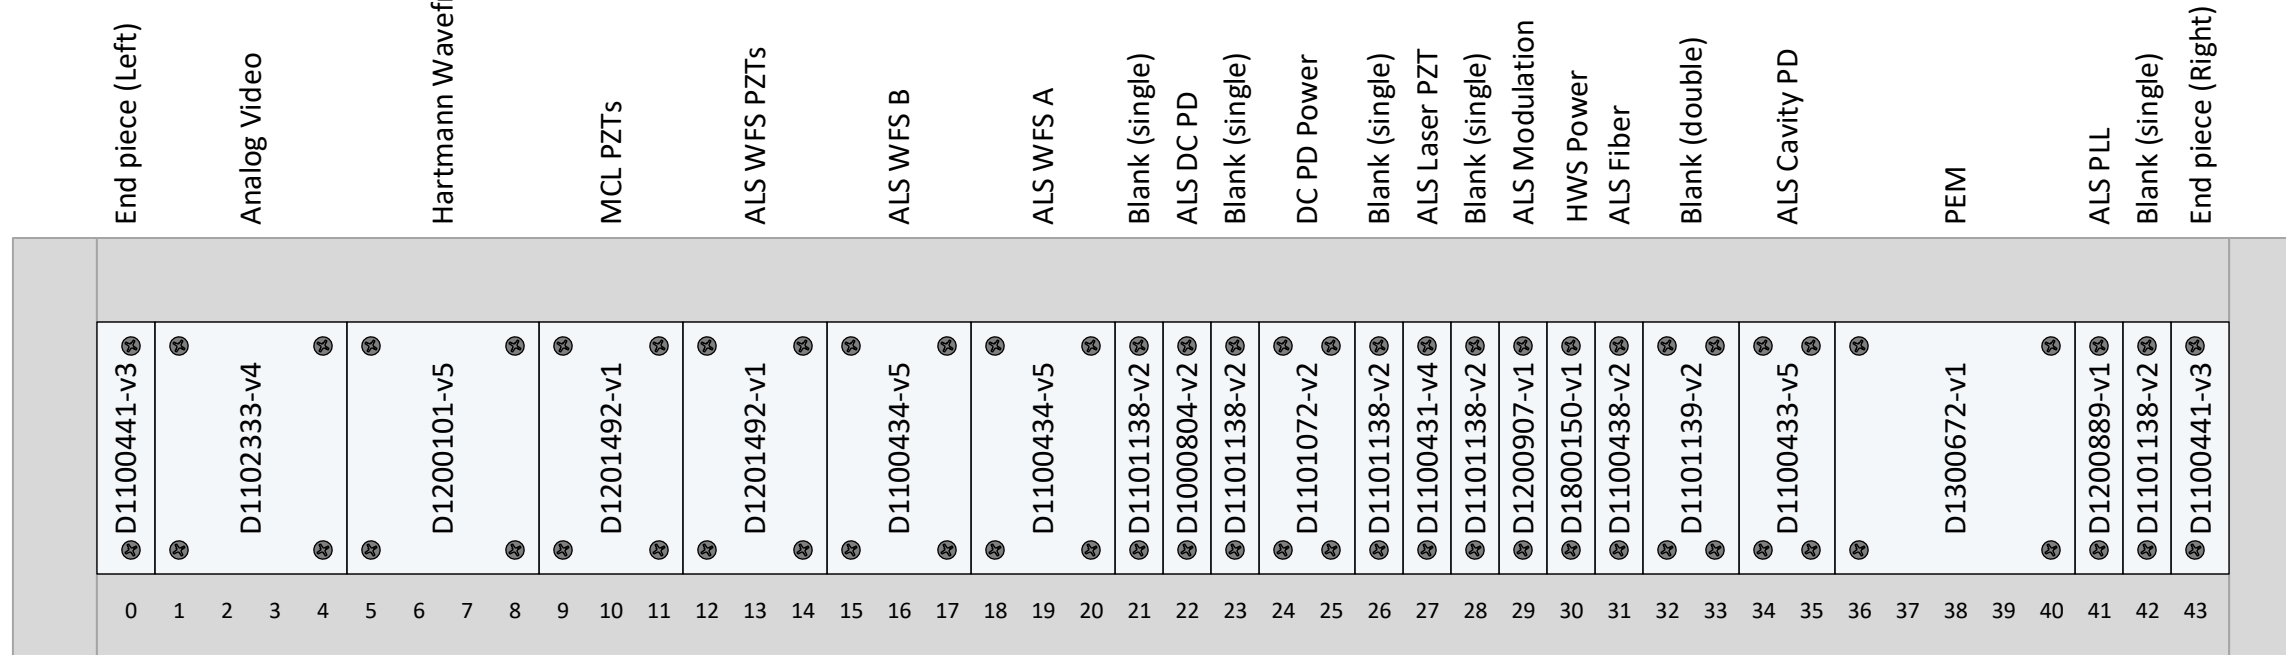 End piece (Left)
Analog Video
Hartmann
MCL PZTs
ALS WFS PZTs
ALS WFS B
ALS WFS A
Blank (single)
ALS DC PD
Blank (single)
DC PD Power
Blank (single)
ALS Laser PZT
Blank (single)
ALS Modulation
HWS Power
ALS Fiber
Blank (double)
ALS Cavity PD
PEM
ALS PLL
Blank (single)
End piece (Right)
D1100441-v3
D1102333-v4
D1200101-v5
D1201492-v1
D1201492-v1
D1100434-v5
D1100434-v5
D1101138-v2
D1000804-v2
D1101138-v2
D1101072-v2
D1101138-v2
D1100431-v4
D1101138-v2
D1200907-v1
D1800150-v1
D1100438-v2
D1101139-v2
D1100433-v5
D1300672-v1
D1200889-v1
D1101138-v2
D1100441-v3
0 1 2 3 4 5 6 7 8 9 10 11 12 13 14 15 16 17 18 19 20 21 22 23 24 25 26 27 28 29 30 31 32 33 34 35 36 37 38 39 40 41 42 43